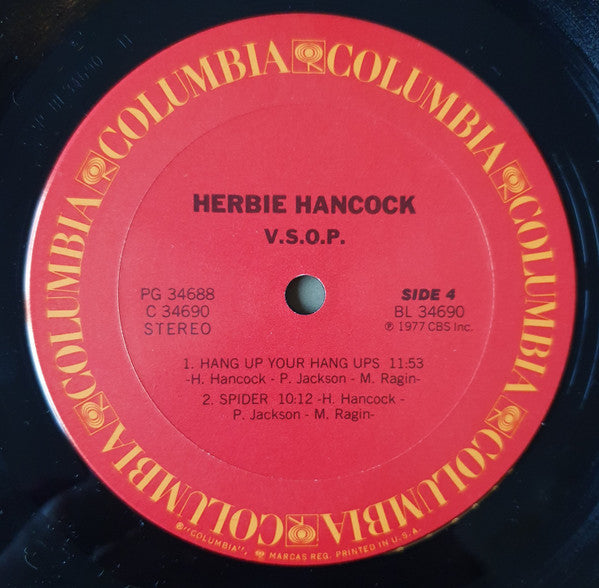 COLUMBIA COLUMBIA COLUMBIA COLUMBIA COLUMBIA COLUMBIA COLUMBIA
HERBIE HANCOCK
V.S.O.P.
PG 34688
C 34690
STEREO
SIDE 4
BL 34690
℗ 1977 CBS Inc.
1. HANG UP YOUR HANG UPS 11:53
-H. Hancock - P. Jackson - M. Ragin-
2. SPIDER 10:12 -H. Hancock -
P. Jackson - M. Ragin-
®"COLUMBIA", MARCAS REG. PRINTED IN U.S.A.